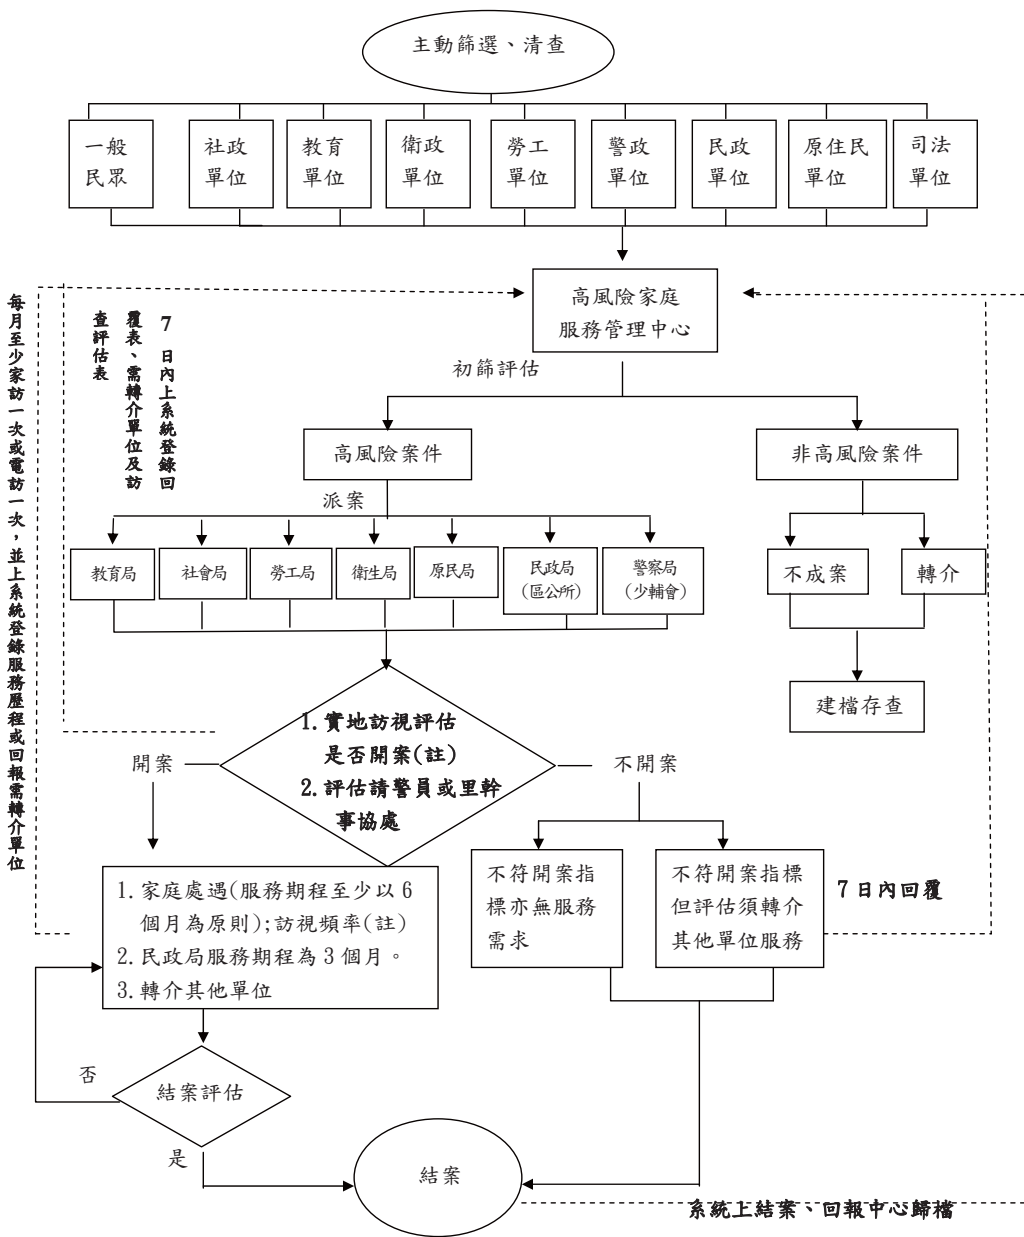 主動篩選、清查
一般
民眾
社政
單位
教育
單位
衛政
單位
勞工
單位
警政
單位
民政
單位
原住民
單位
司法
單位
高風險家庭
服務管理中心
初篩評估
高風險案件
非高風險案件
派案
教育局
社會局
勞工局
衛生局
原民局
民政局
(區公所)
警察局
(少輔會)
不成案
轉介
建檔存查
7 日內上系統登錄回
覆表、需轉介單位及訪
查評估表
每月至少家訪一次或電訪一次，並上系統登錄服務歷程或回報需轉介單位
1.實地訪視評估
是否開案(註)
2.評估請警員或里幹
事協處
開案
不開案
1.家庭處遇(服務期程至少以 6
個月為原則);訪視頻率(註)
2.民政局服務期程為 3 個月。
3.轉介其他單位
不符開案指
標亦無服務
需求
不符開案指標
但評估須轉介
其他單位服務
7 日內回覆
結案評估
否
是
結案
系統上結案、回報中心歸檔